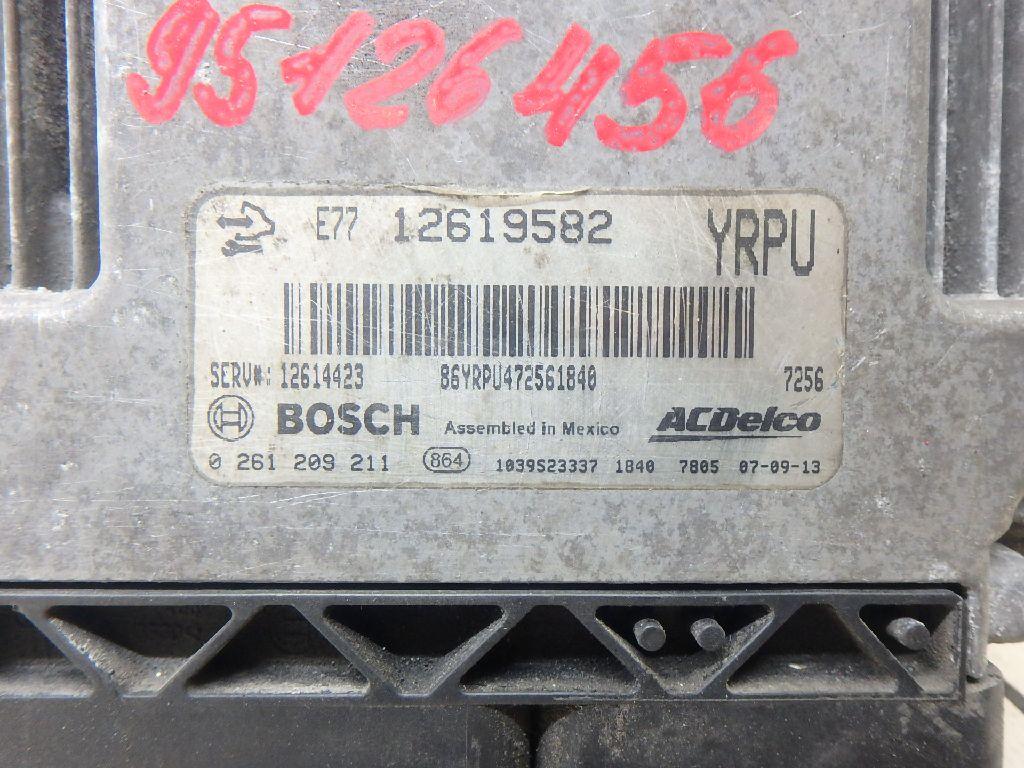 95126456
E77 12619582 YRPU
SERV#: 12614423 86YRPU472561840 7256
BOSCH Assembled in Mexico ACDelco
0 261 209 211 864 1039S23337 1840 7805 07-09-13